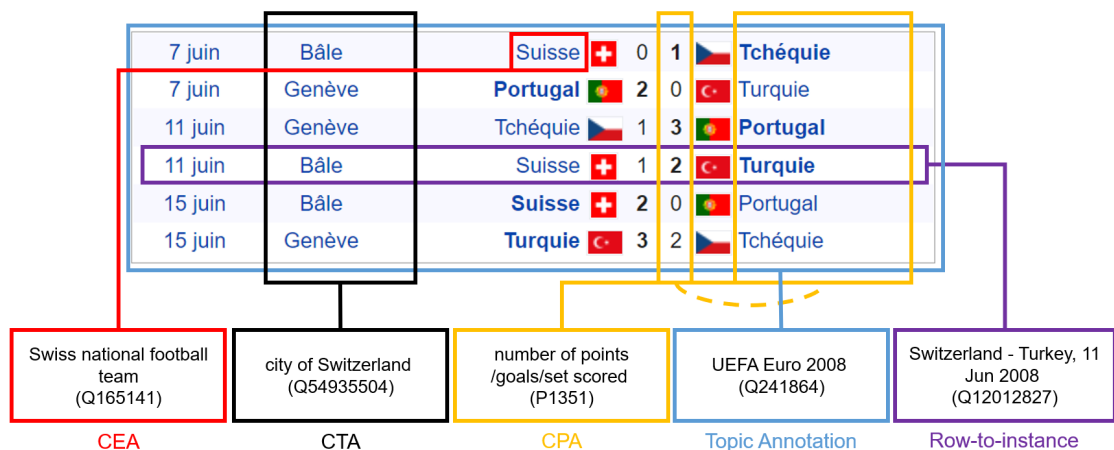 7 juin Bâle Suisse 0 1 Tchéquie
7 juin Genève Portugal 2 0 Turquie
11 juin Genève Tchéquie 1 3 Portugal
11 juin Bâle Suisse 1 2 Turquie
15 juin Bâle Suisse 2 0 Portugal
15 juin Genève Turquie 3 2 Tchéquie
Swiss national football
team
(Q165141)
city of Switzerland
(Q54935504)
number of points
/goals/set scored
(P1351)
UEFA Euro 2008
(Q241864)
Switzerland - Turkey, 11
Jun 2008
(Q12012827)
CEA
CTA
CPA
Topic Annotation
Row-to-instance